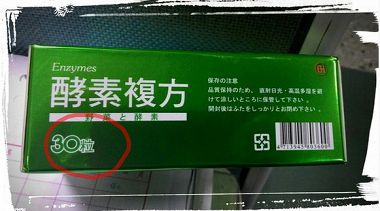 Enzymes
酵素複方
野菜と酵素
30粒
保存の注意
品質保持のため、直射日光・高温多湿を避
けて涼しいところに保管して下さい。
開封後はふたをしっかりとお閉め下さい。